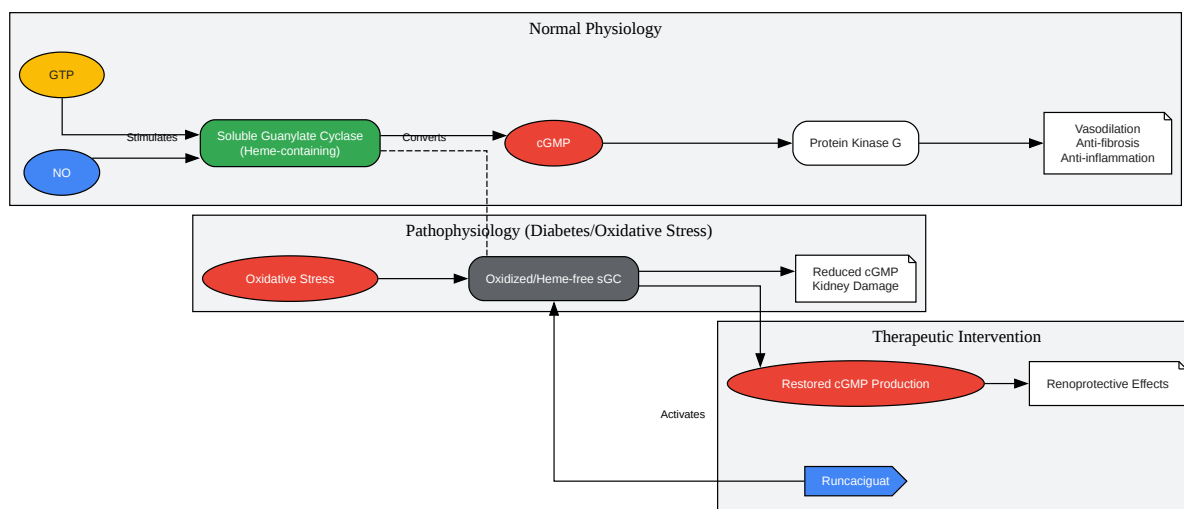 Normal Physiology
GTP
Stimulates
Soluble Guanylate Cyclase
(Heme-containing)
Converts
cGMP
Protein Kinase G
Vasodilation
Anti-fibrosis
Anti-inflammation
NO
Pathophysiology (Diabetes/Oxidative Stress)
Oxidative Stress
Oxidized/Heme-free sGC
Reduced cGMP
Kidney Damage
Therapeutic Intervention
Restored cGMP Production
Renoprotective Effects
Activates
Runcaciguat